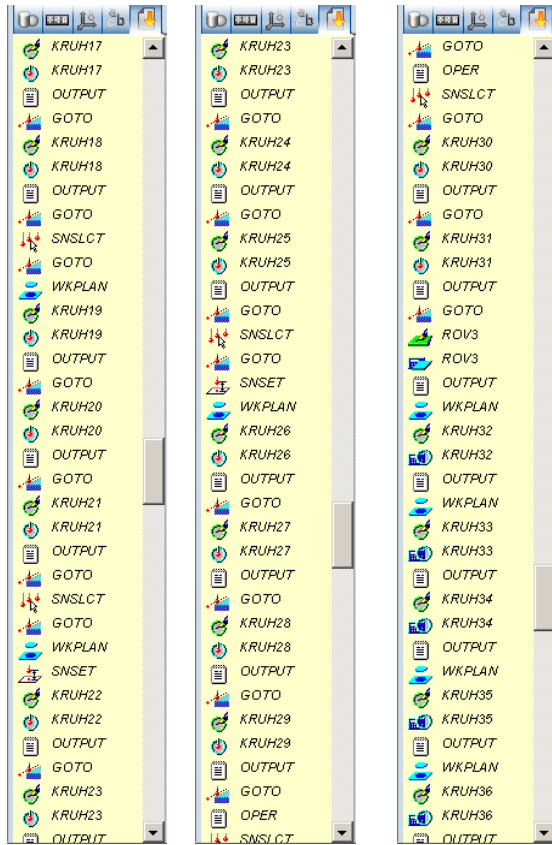 KRUH17
KRUH17
OUTPUT
GOTO
KRUH18
KRUH18
OUTPUT
GOTO
SNSLCT
GOTO
WKPLAN
KRUH19
KRUH19
OUTPUT
GOTO
KRUH20
KRUH20
OUTPUT
GOTO
KRUH21
KRUH21
OUTPUT
GOTO
SNSLCT
GOTO
WKPLAN
SNSET
KRUH22
KRUH22
OUTPUT
GOTO
KRUH23
KRUH23
OUTPUT
KRUH23
KRUH23
OUTPUT
GOTO
KRUH24
KRUH24
OUTPUT
GOTO
KRUH25
KRUH25
OUTPUT
GOTO
SNSLCT
GOTO
SNSET
WKPLAN
KRUH26
KRUH26
OUTPUT
GOTO
KRUH27
KRUH27
OUTPUT
GOTO
KRUH28
KRUH28
OUTPUT
GOTO
KRUH29
KRUH29
OUTPUT
GOTO
OPER
SNSLCT
GOTO
OPER
SNSLCT
GOTO
KRUH30
KRUH30
OUTPUT
GOTO
KRUH31
KRUH31
OUTPUT
GOTO
ROV3
ROV3
OUTPUT
WKPLAN
KRUH32
KRUH32
OUTPUT
WKPLAN
KRUH33
KRUH33
OUTPUT
KRUH34
KRUH34
OUTPUT
WKPLAN
KRUH35
KRUH35
OUTPUT
WKPLAN
KRUH36
KRUH36
OUTPUT